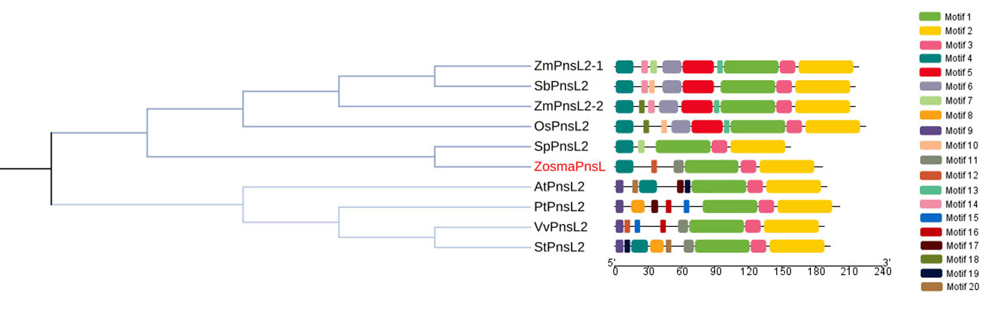 ZmPnsL2-1
SbPnsL2
ZmPnsL2-2
OsPnsL2
SpPnsL2
ZosmaPnsL
AtPnsL2
PtPnsL2
VvPnsL2
StPnsL2
5' 3'
0 30 60 90 120 150 180 210 240
Motif 1
Motif 2
Motif 3
Motif 4
Motif 5
Motif 6
Motif 7
Motif 8
Motif 9
Motif 10
Motif 11
Motif 12
Motif 13
Motif 14
Motif 15
Motif 16
Motif 17
Motif 18
Motif 19
Motif 20